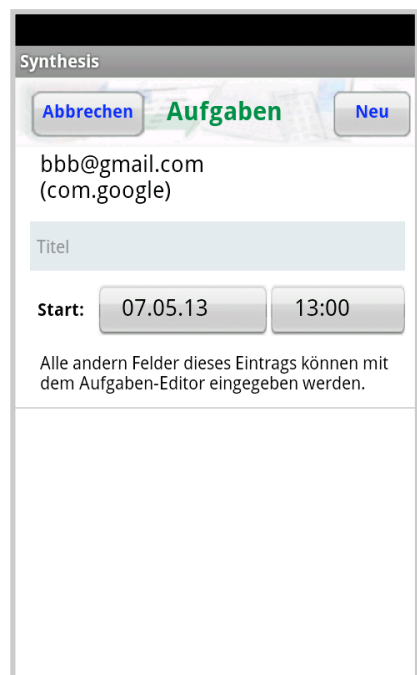 Synthesis
Abbrechen Aufgaben Neu
bbb@gmail.com
(com.google)
Titel
Start: 07.05.13 13:00
Alle andern Felder dieses Eintrags können mit
dem Aufgaben-Editor eingegeben werden.